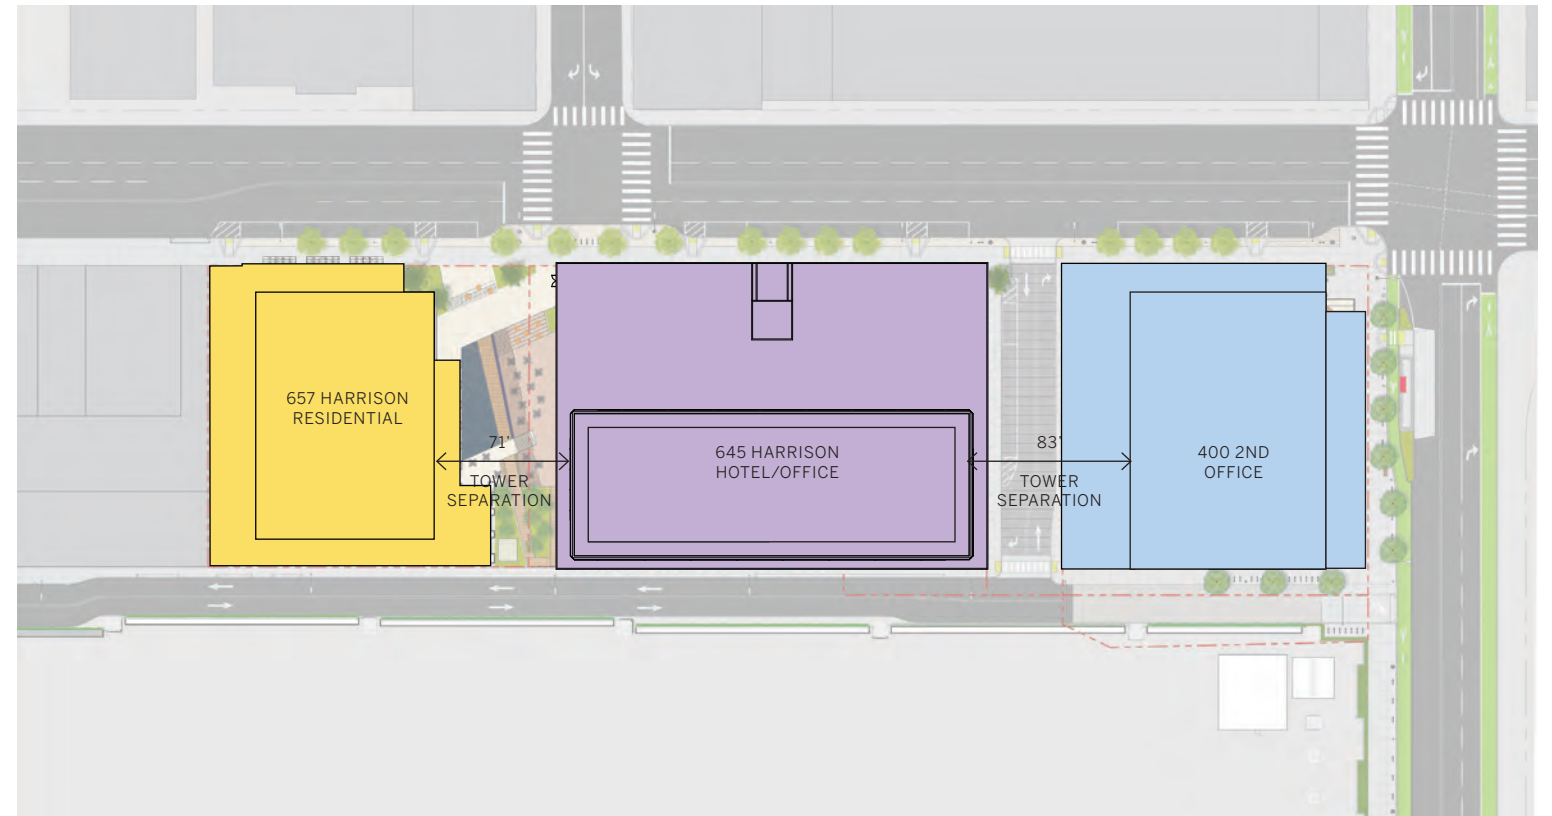 657 HARRISON
RESIDENTIAL
71'
TOWER
SEPARATION
645 HARRISON
HOTEL/OFFICE
83'
TOWER
SEPARATION
400 2ND
OFFICE